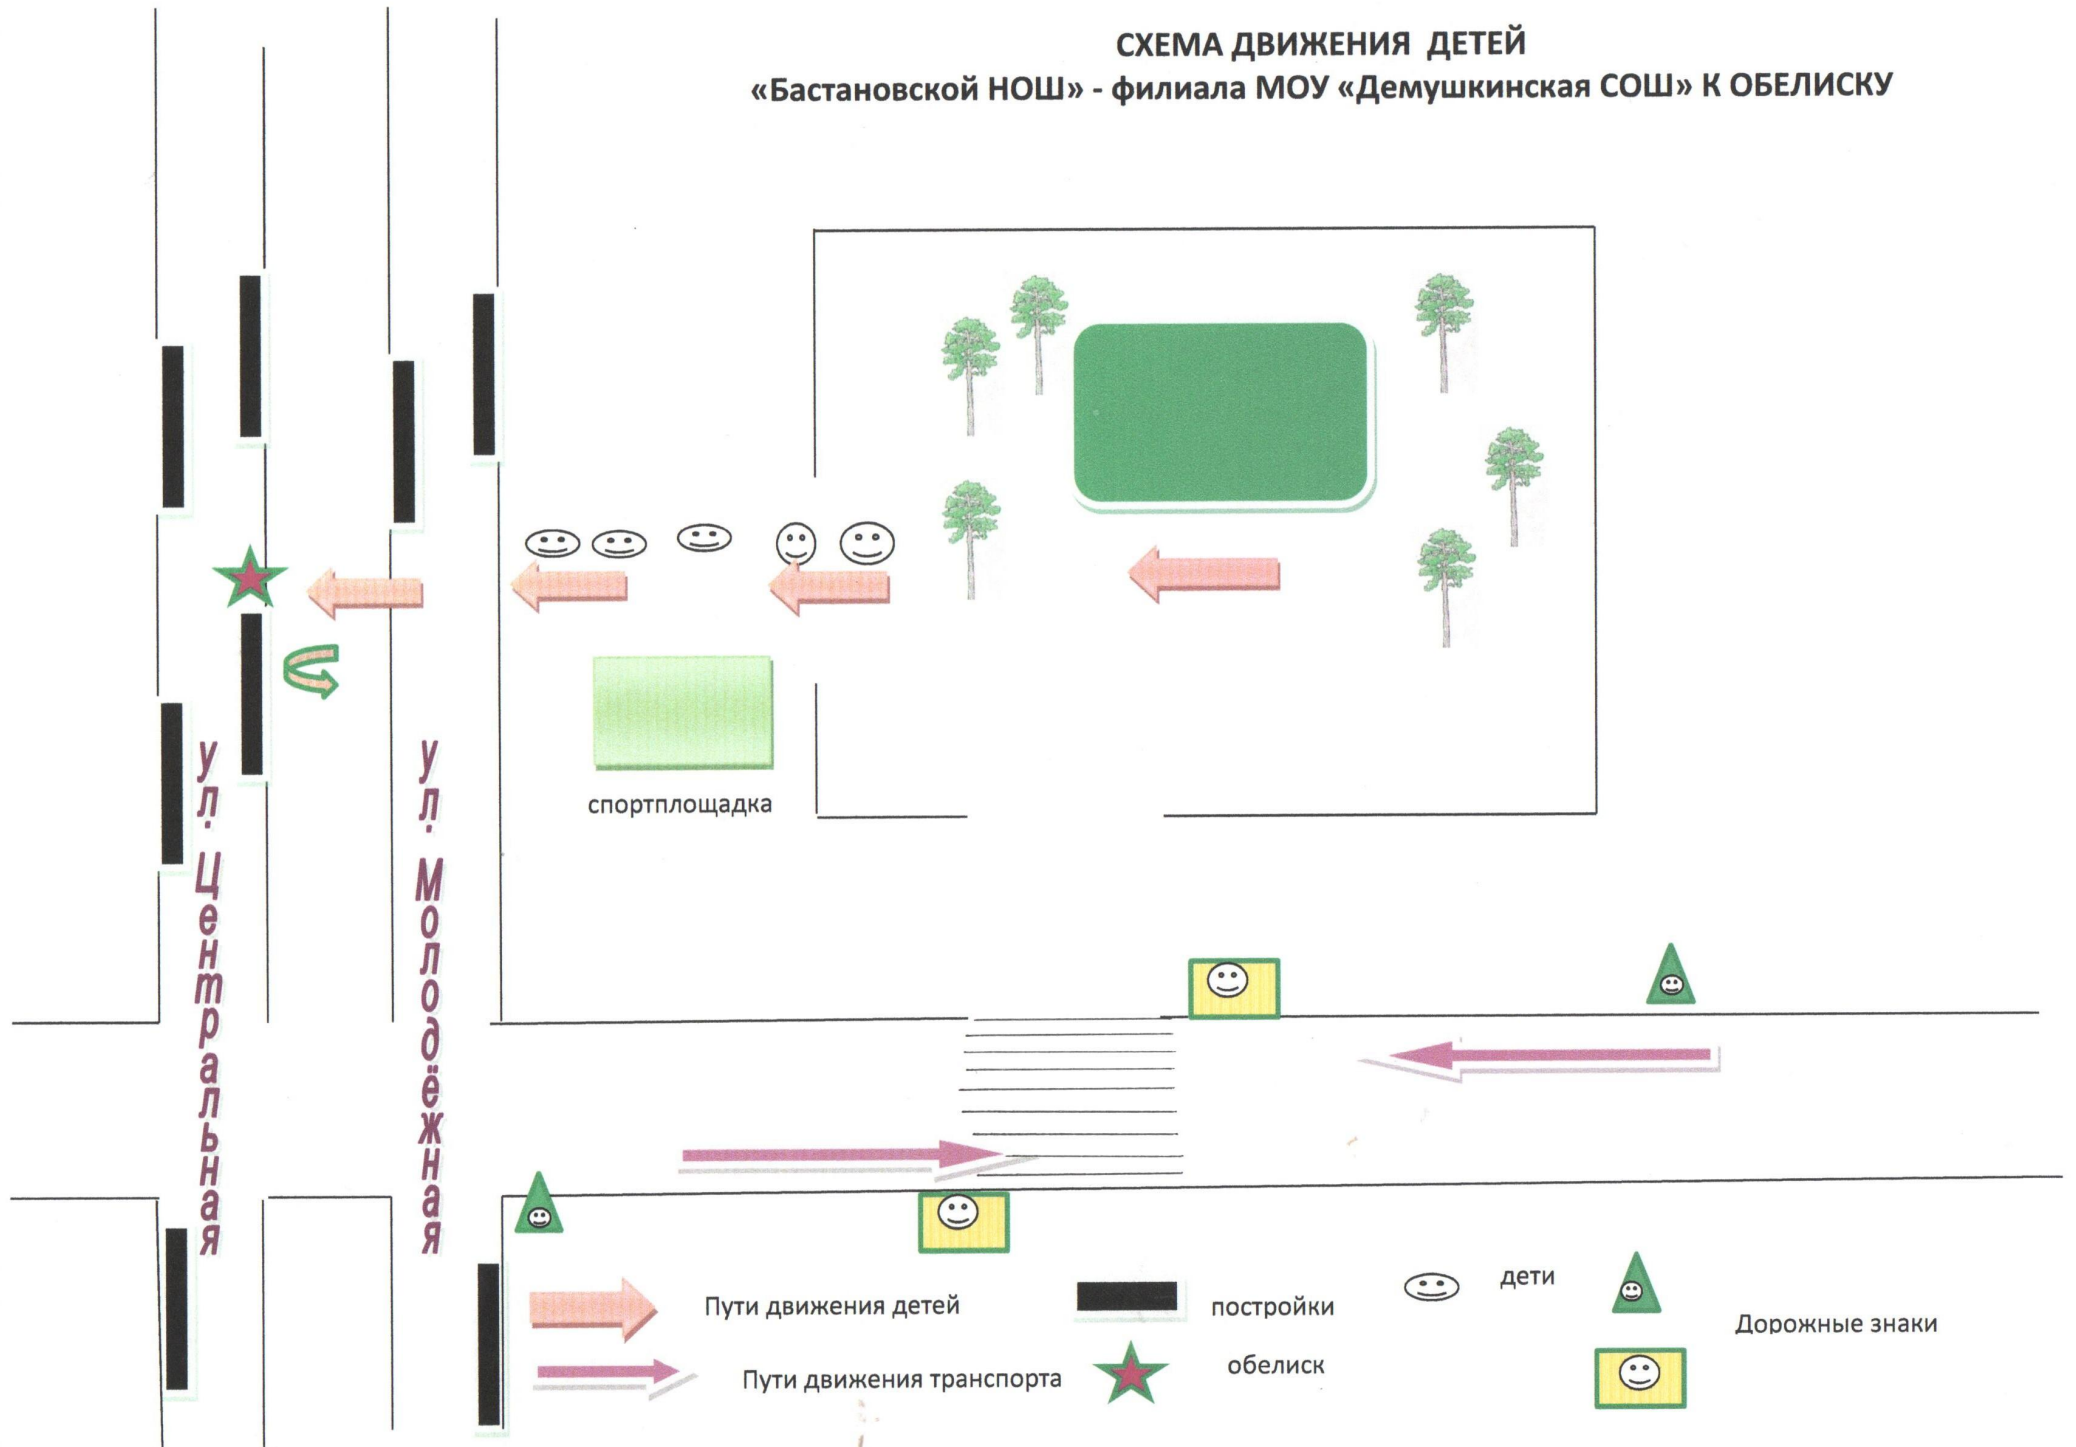 СХЕМА ДВИЖЕНИЯ ДЕТЕЙ
«Бастановской НОШ» - филиала МОУ «Демушкинская СОШ» К ОБЕЛИСКУ
спортплощадка
ул. Центральная
ул. Молодёжная
Пути движения детей
постройки
дети
Дорожные знаки
Пути движения транспорта
обелиск